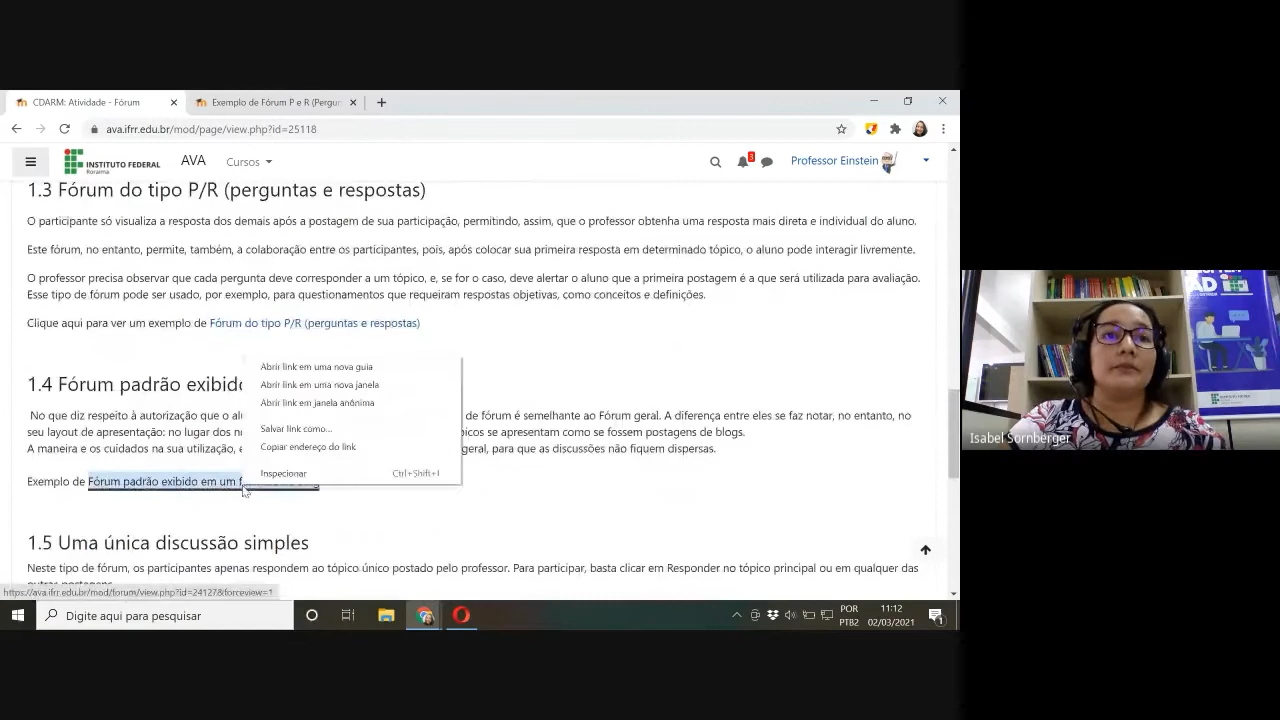 CDARM: Atividade - Fórum
Exemplo de Fórum P e R (Pergu
ava.ifrr.edu.br/mod/page/view.php?id=25118
INSTITUTO FEDERAL
Roraima
AVA
Cursos
3
Professor Einstein
1.3 Fórum do tipo P/R (perguntas e respostas)
O participante só visualiza a resposta dos demais após a postagem de sua participação, permitindo, assim, que o professor obtenha uma resposta mais direta e individual do aluno.
Este fórum, no entanto, permite, também, a colaboração entre os participantes, pois, após colocar sua primeira resposta em determinado tópico, o aluno pode interagir livremente.
O professor precisa observar que cada pergunta deve corresponder a um tópico, e, se for o caso, deve alertar o aluno que a primeira postagem é a que será utilizada para avaliação.
Esse tipo de fórum pode ser usado, por exemplo, para questionamentos que requeiram respostas objetivas, como conceitos e definições.
Clique aqui para ver um exemplo de Fórum do tipo P/R (perguntas e respostas)
Abrir link em uma nova guia
Abrir link em uma nova janela
Abrir link em janela anônima
Salvar link como...
Copiar endereço do link
Inspecionar Ctrl+Shift+I
1.4 Fórum padrão exibido
No que diz respeito à autorização que o alu de fórum é semelhante ao Fórum geral. A diferença entre eles se faz notar, no entanto, no
seu layout de apresentação: no lugar dos no picos se apresentam como se fossem postagens de blogs.
A maneira e os cuidados na sua utilização, e geral, para que as discussões não fiquem dispersas.
Exemplo de Fórum padrão exibido em um f
1.5 Uma única discussão simples
Neste tipo de fórum, os participantes apenas respondem ao tópico único postado pelo professor. Para participar, basta clicar em Responder no tópico principal ou em qualquer das
outras postagens.
https://ava.ifrr.edu.br/mod/forum/view.php?id=24127&forceview=1
Digite aqui para pesquisar
POR
PTB2
11:12
02/03/2021
1
AD
Isabel Sornberger